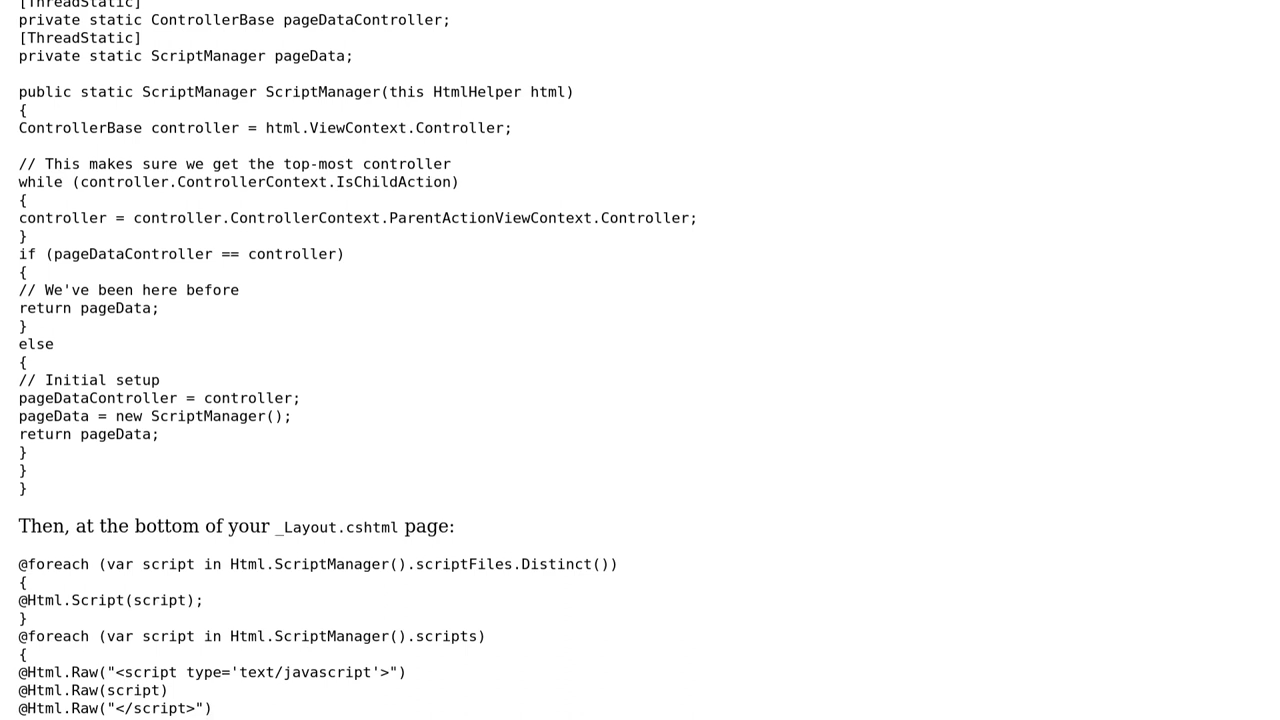 [ThreadStatic]
private static ControllerBase pageDataController;
[ThreadStatic]
private static ScriptManager pageData;
public static ScriptManager ScriptManager(this HtmlHelper html)
{
ControllerBase controller = html.ViewContext.Controller;
// This makes sure we get the top-most controller
while (controller.ControllerContext.IsChildAction)
{
controller = controller.ControllerContext.ParentActionViewContext.Controller;
}
if (pageDataController == controller)
{
// We've been here before
return pageData;
}
else
{
// Initial setup
pageDataController = controller;
pageData = new ScriptManager();
return pageData;
}
}
}
Then, at the bottom of your _Layout.cshtml page:
@foreach (var script in Html.ScriptManager().scriptFiles.Distinct())
{
@Html.Script(script);
}
@foreach (var script in Html.ScriptManager().scripts)
{
@Html.Raw("<script type='text/javascript'>")
@Html.Raw(script)
@Html.Raw("</script>")